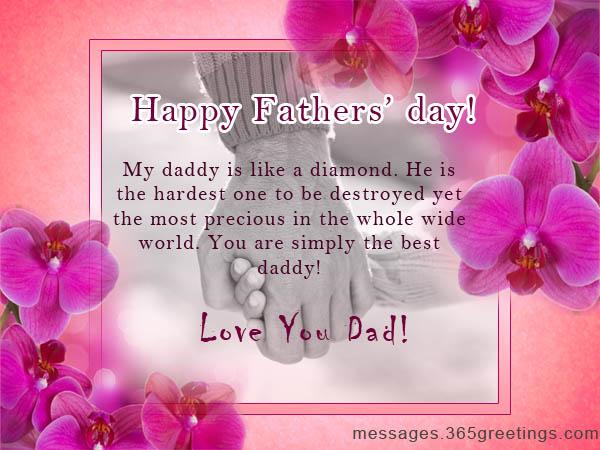 Happy Fathers' day!
My daddy is like a diamond. He is
the hardest one to be destroyed yet
the most precious in the whole wide
world. You are simply the best
daddy!
Love You Dad!
messages.365greetings.com